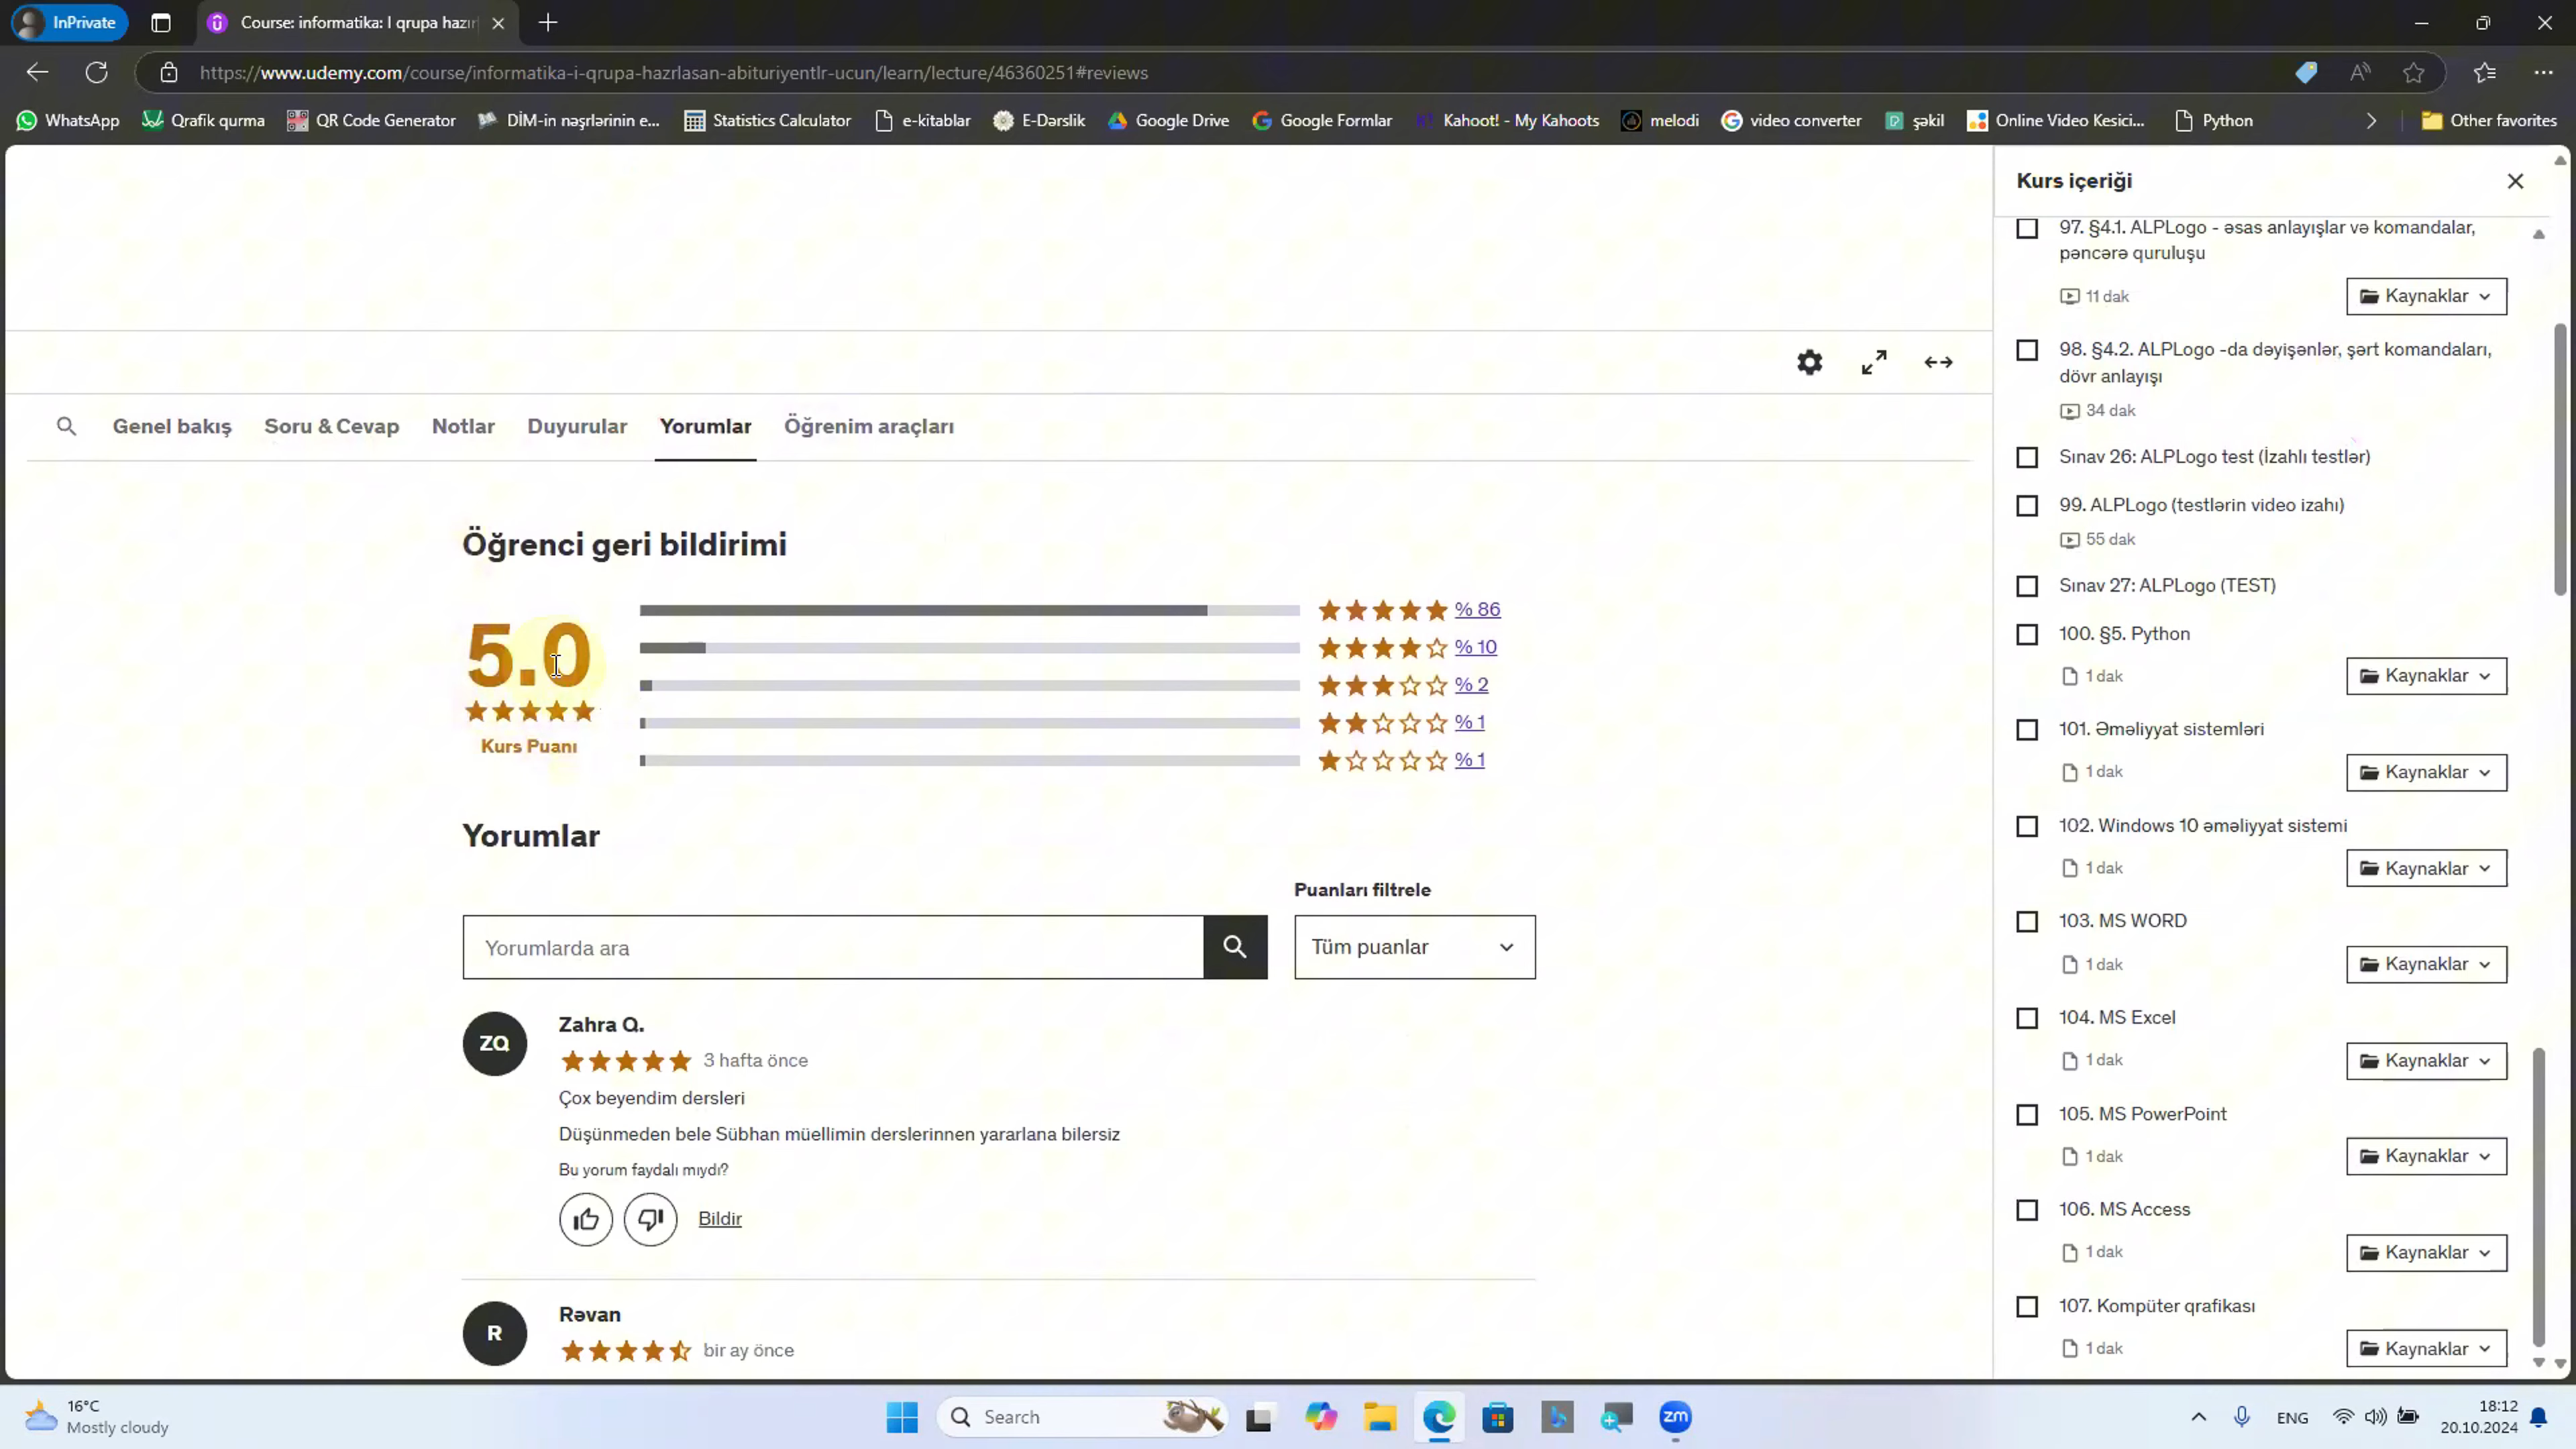 InPrivate
Course: informatika: I qrupa hazır
https://www.udemy.com/course/informatika-i-qrupa-hazrlasan-abituriyentlr-ucun/learn/lecture/46360251#reviews
WhatsApp
Qrafik qurma
QR Code Generator
DİM-in nəşrlərinin e...
Statistics Calculator
e-kitablar
E-Dərslik
Google Drive
Google Formlar
Kahoot! - My Kahoots
melodi
video converter
şəkil
Online Video Kesici...
Python
Other favorites
Genel bakış
Soru & Cevap
Notlar
Duyurular
Yorumlar
Öğrenim araçları
Öğrenci geri bildirimi
5.0
Kurs Puanı
% 86
% 10
% 2
% 1
% 1
Yorumlar
Puanları filtrele
Yorumlarda ara
Tüm puanlar
ZQ
Zahra Q.
3 hafta önce
Çox beyendim dersleri
Düşünmeden bele Sübhan müellimin derslerinnen yararlana bilersiz
Bu yorum faydalı mıydı?
Bildir
R
Rəvan
bir ay önce
Kurs içeriği
97. §4.1. ALPLogo - əsas anlayışlar və komandalar,
pəncərə quruluşu
11 dak
Kaynaklar
98. §4.2. ALPLogo -da dəyişənlər, şərt komandaları,
dövr anlayışı
34 dak
Sınav 26: ALPLogo test (İzahlı testlər)
99. ALPLogo (testlərin video izahı)
55 dak
Sınav 27: ALPLogo (TEST)
100. §5. Python
1 dak
Kaynaklar
101. Əməliyyat sistemləri
1 dak
Kaynaklar
102. Windows 10 əməliyyat sistemi
1 dak
Kaynaklar
103. MS WORD
1 dak
Kaynaklar
104. MS Excel
1 dak
Kaynaklar
105. MS PowerPoint
1 dak
Kaynaklar
106. MS Access
1 dak
Kaynaklar
107. Kompüter qrafikası
1 dak
Kaynaklar
16°C
Mostly cloudy
Search
zm
ENG
18:12
20.10.2024